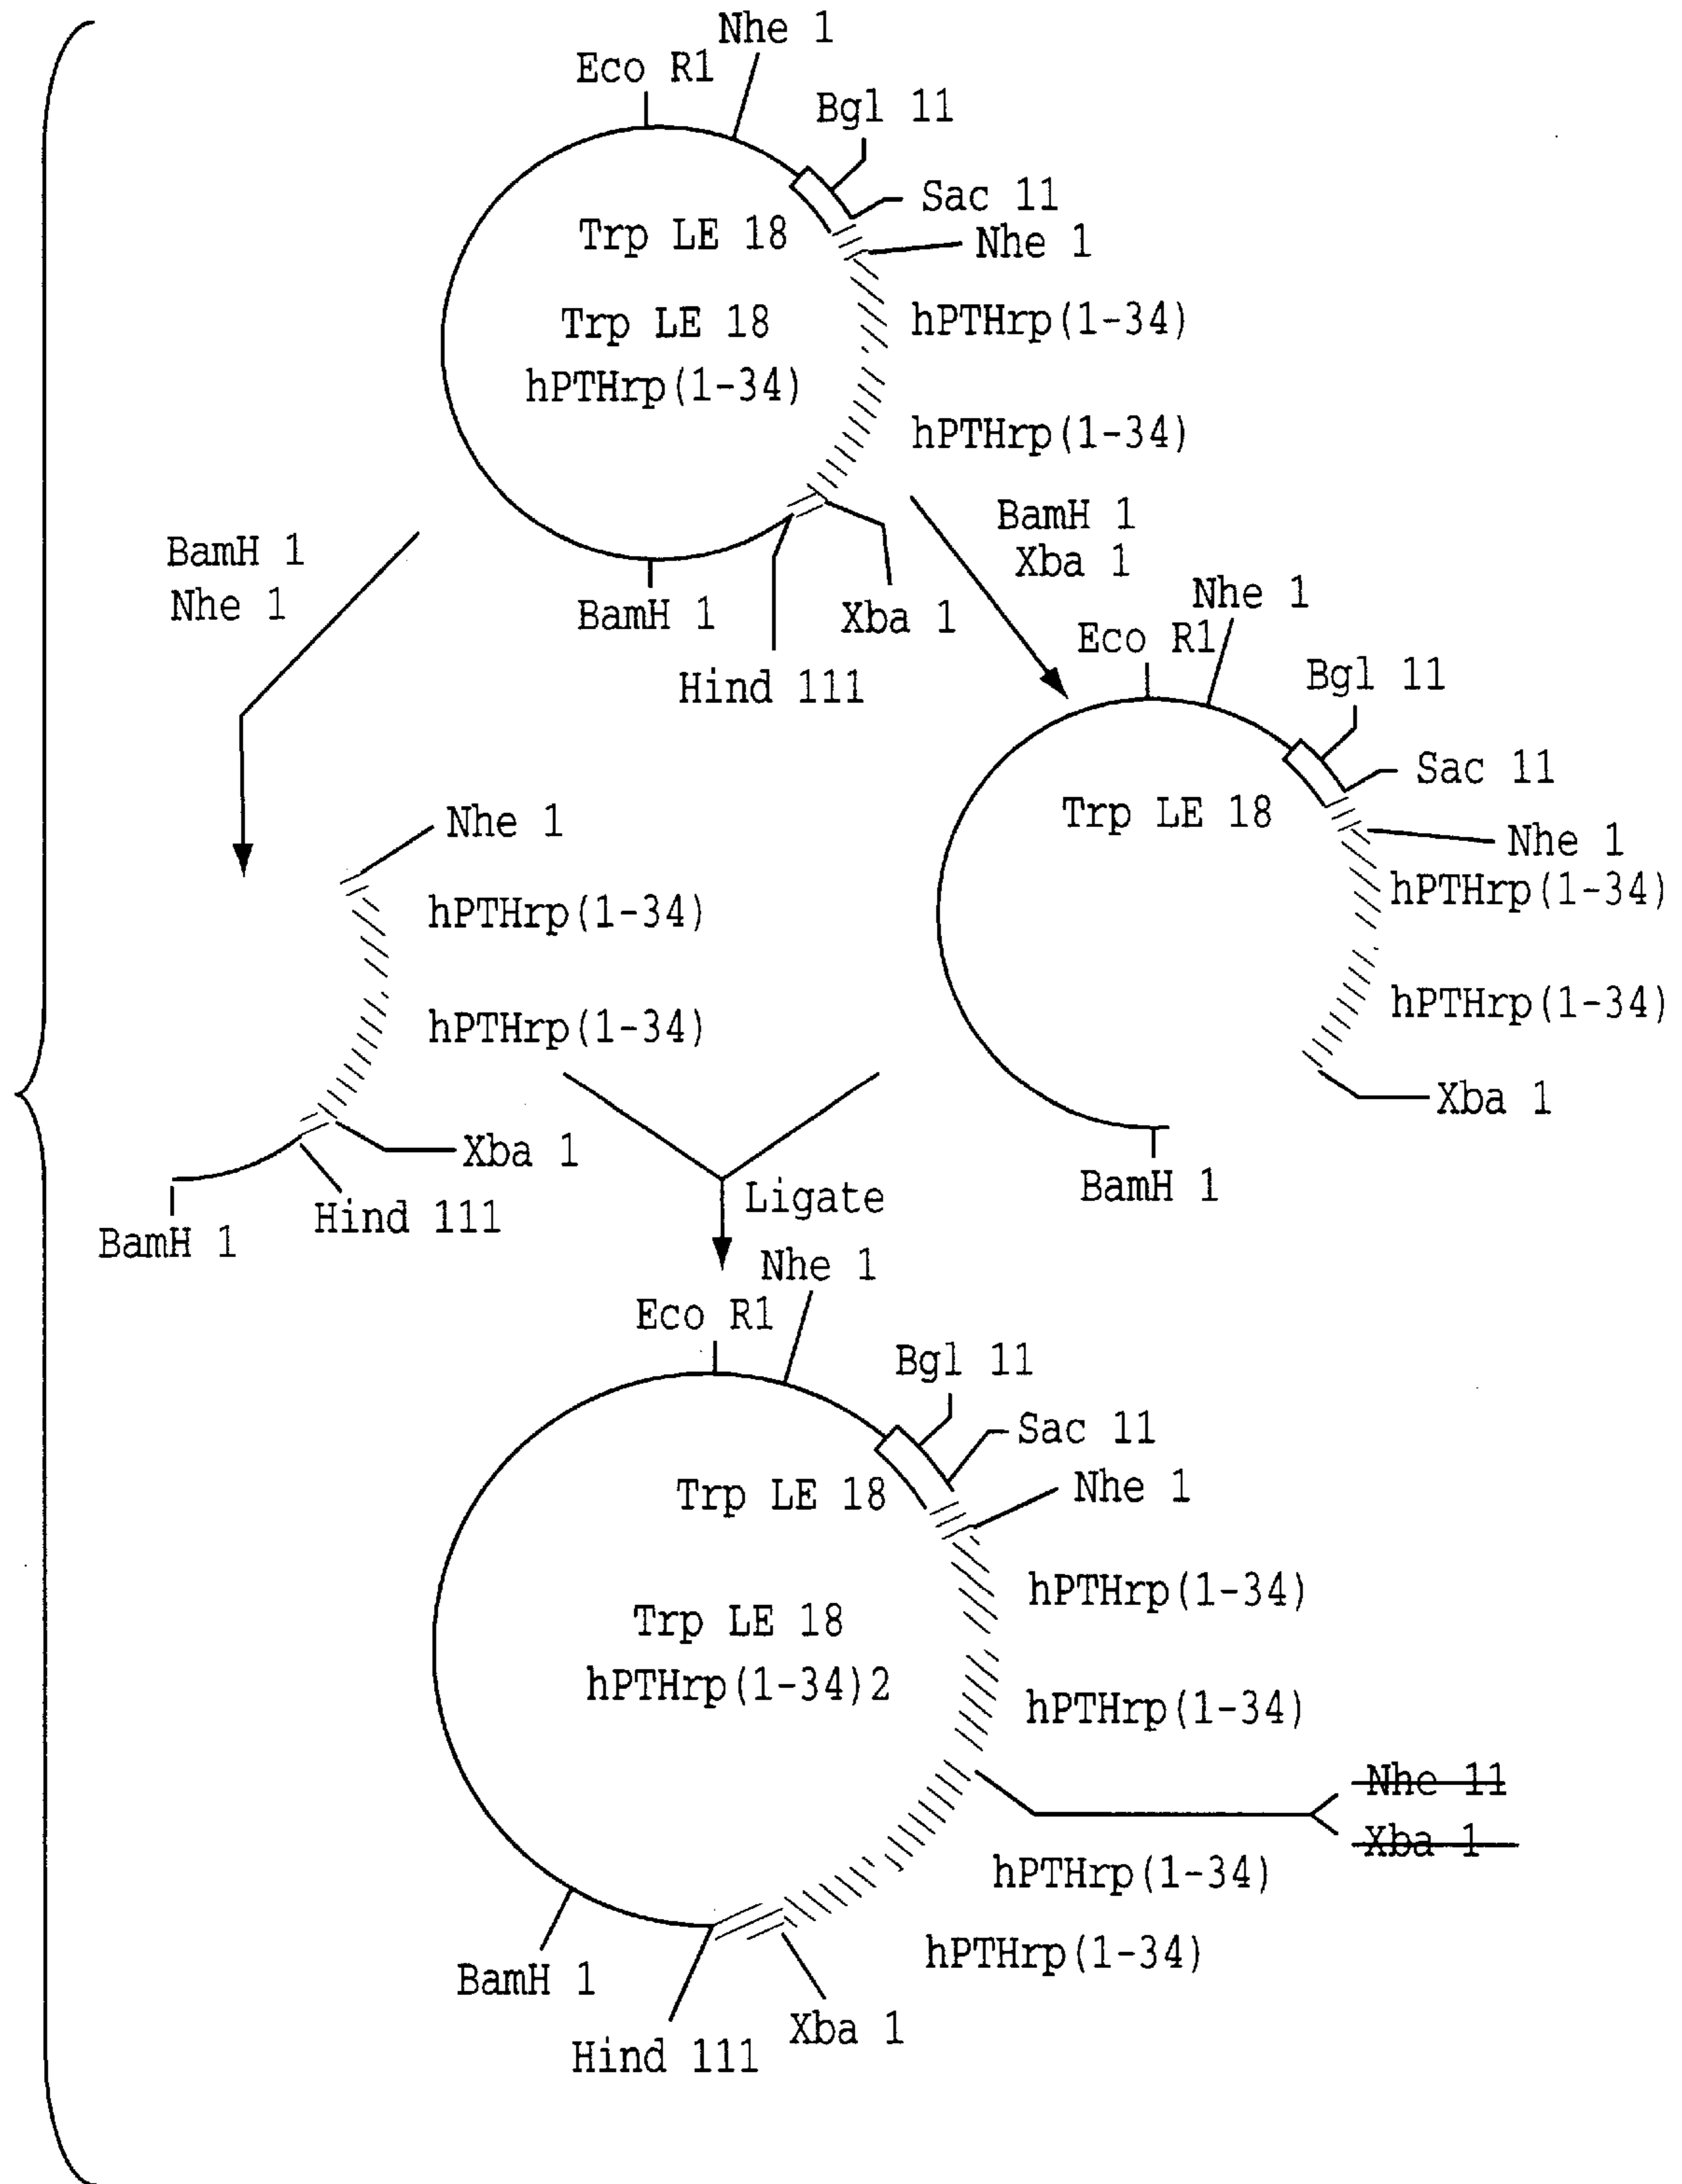 Nhe 1
Eco R1
Bgl 11
Sac 11
Trp LE 18
Nhe 1
Trp LE 18
hPTHrp(1-34)
hPTHrp(1-34)
hPTHrp(1-34)
BamH 1
Xba 1
BamH 1
Nhe 1
BamH 1
Xba 1
Hind 111
Nhe 1
Eco R1
Bgl 11
Sac 11
Trp LE 18
Nhe 1
hPTHrp(1-34)
hPTHrp(1-34)
Xba 1
BamH 1
Nhe 1
hPTHrp(1-34)
hPTHrp(1-34)
Xba 1
Hind 111
BamH 1
Ligate
Nhe 1
Eco R1
Bgl 11
Sac 11
Trp LE 18
Nhe 1
hPTHrp(1-34)
Trp LE 18
hPTHrp(1-34)2
hPTHrp(1-34)
Nhe 11
Xba 1
hPTHrp(1-34)
hPTHrp(1-34)
BamH 1
Xba 1
Hind 111